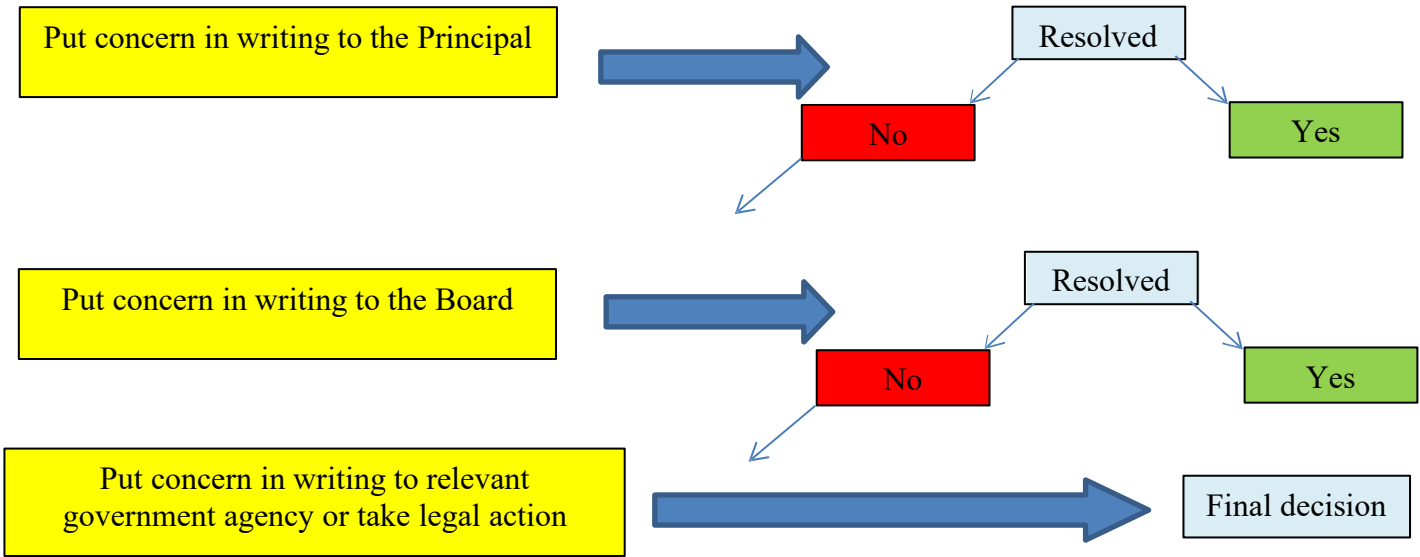 Put concern in writing to the Principal
Resolved
No
Yes
Put concern in writing to the Board
Resolved
No
Yes
Put concern in writing to relevant
government agency or take legal action
Final decision